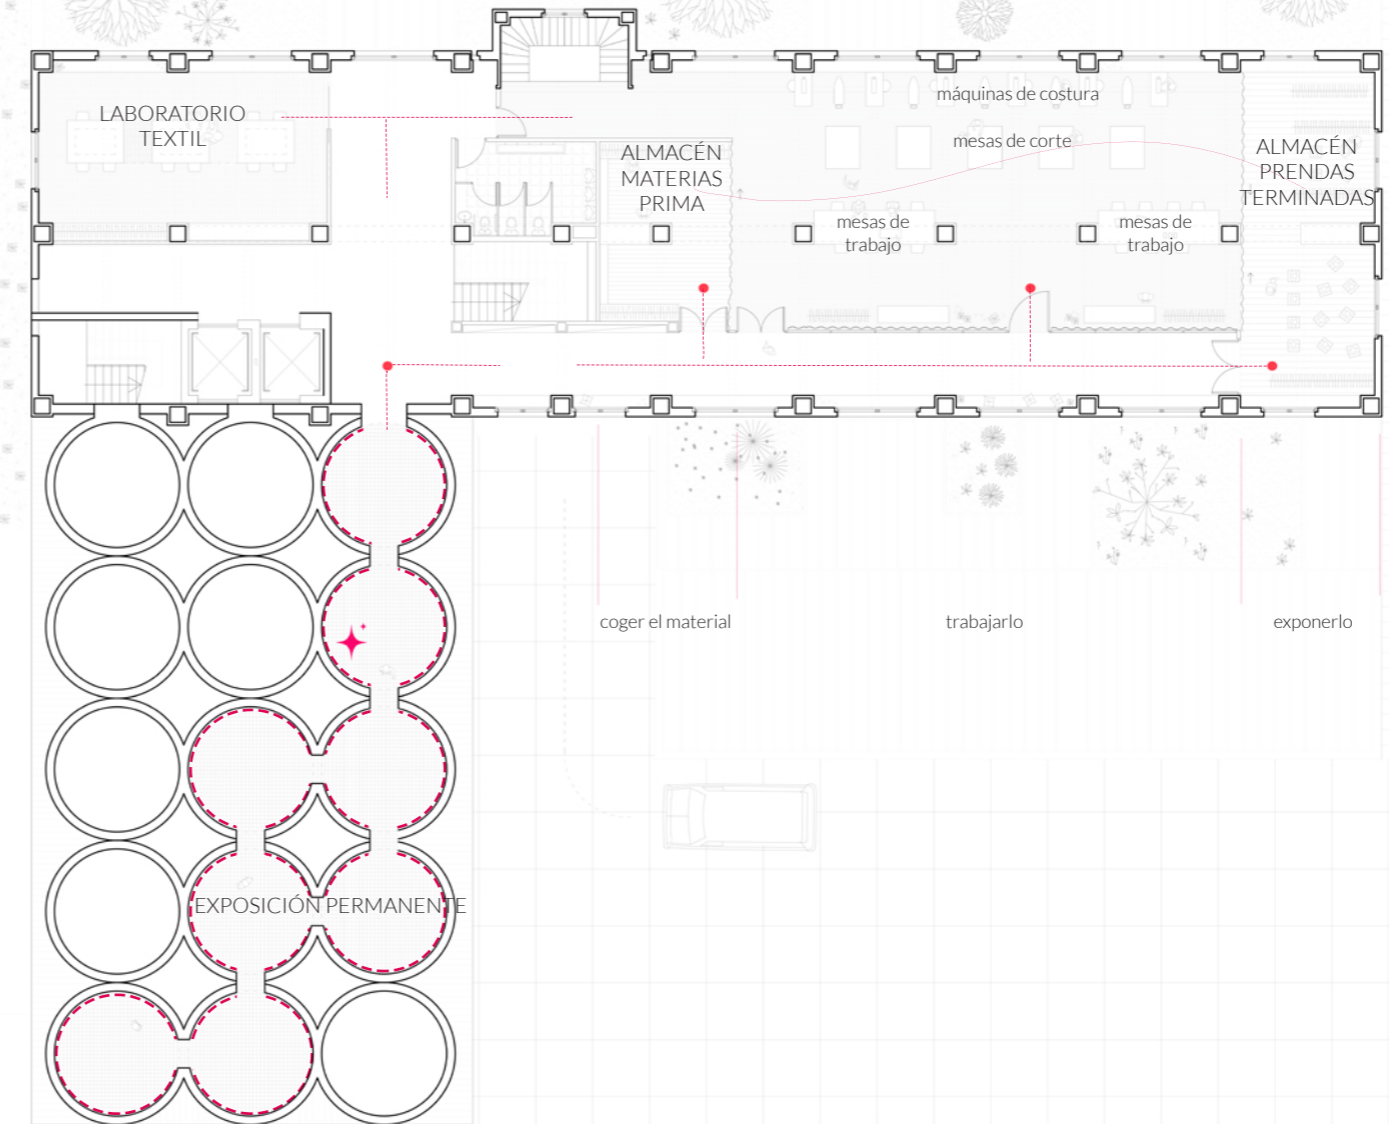 LABORATORIO
TEXTIL
ALMACÉN
MATERIAS
PRIMA
máquinas de costura
mesas de corte
mesas de
trabajo
mesas de
trabajo
ALMACÉN
PRENDAS
TERMINADAS
coger el material
trabajarlo
exponerlo
EXPOSICIÓN PERMANENTE